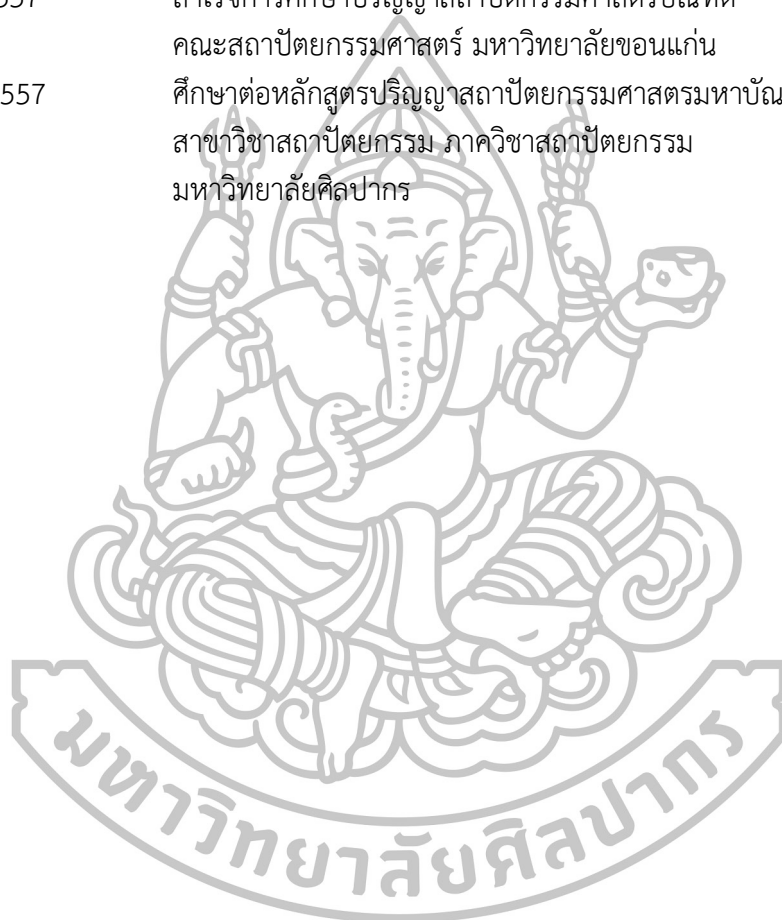 คณะสถาปัตยกรรมศาสตร์ มหาวิทยาลัยขอนแก่น
557 ศึกษาต่อหลักสูตรปริญญาสถาปัตยกรรมศาสตรมหาบัณ
สาขาวิชาสถาปัตยกรรม ภาควิชาสถาปัตยกรรม
มหาวิทยาลัยศิลปากร
มหาวิทยาลัยศิลปากร